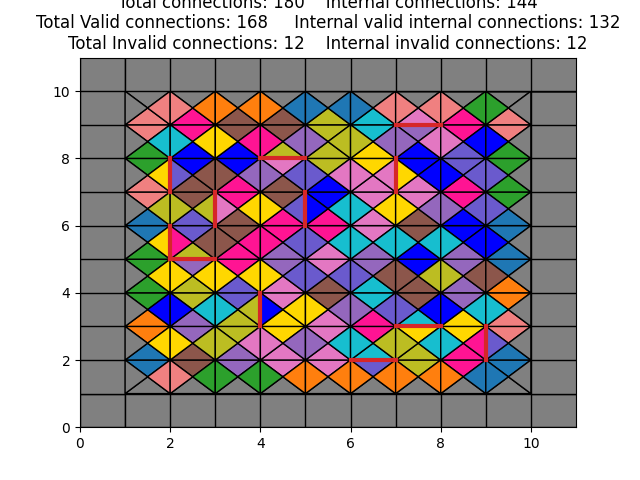 Total connections: 180    Internal connections: 144
Total Valid connections: 168     Internal valid internal connections: 132
Total Invalid connections: 12    Internal invalid connections: 12
10
8
6
4
2
0
0 2 4 6 8 10